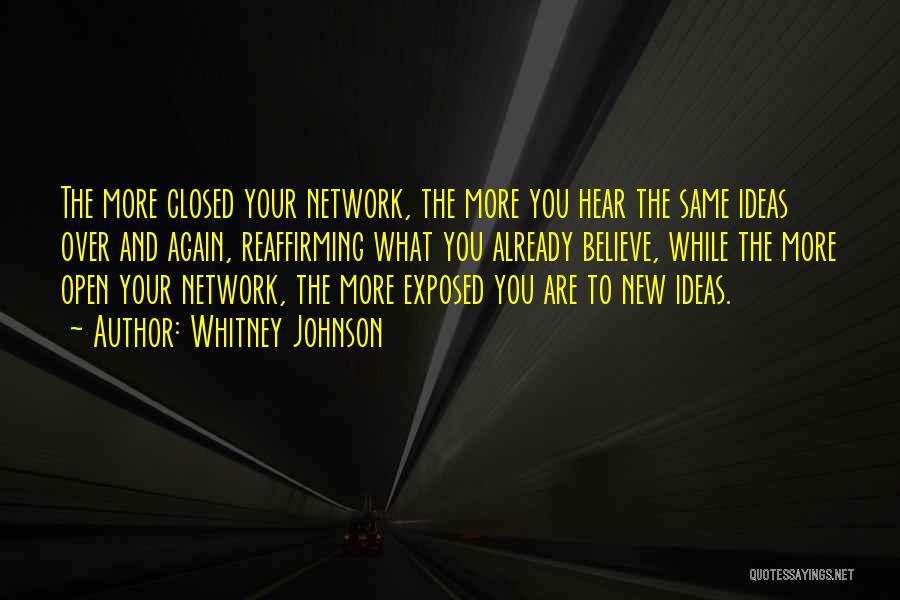 The more closed your network, the more you hear the same ideas
over and again, reaffirming what you already believe, while the more
open your network, the more exposed you are to new ideas.
~ Author: Whitney Johnson
QUOTESSAYINGS.NET